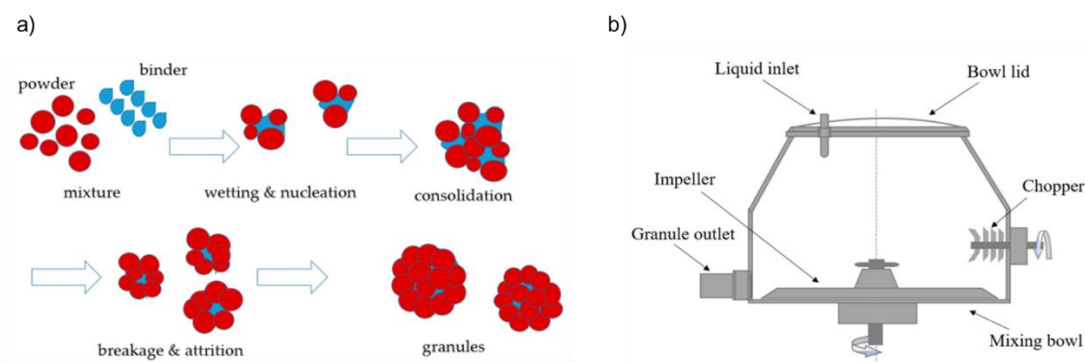 a)
powder
binder
mixture
wetting & nucleation
consolidation
breakage & attrition
granules
b)
Liquid inlet
Bowl lid
Impeller
Chopper
Granule outlet
Mixing bowl